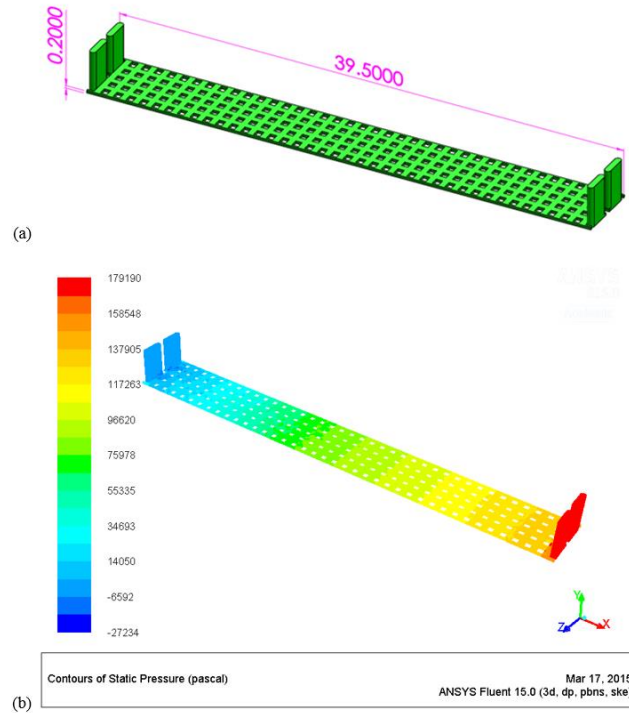 0.2000
39.5000
(a)
179190
158548
137905
117263
96620
75978
55335
34693
14050
-6592
-27234
Y
Z
X
Contours of Static Pressure (pascal)
Mar 17, 2015
ANSYS Fluent 15.0 (3d, dp, pbns, ske)
(b)